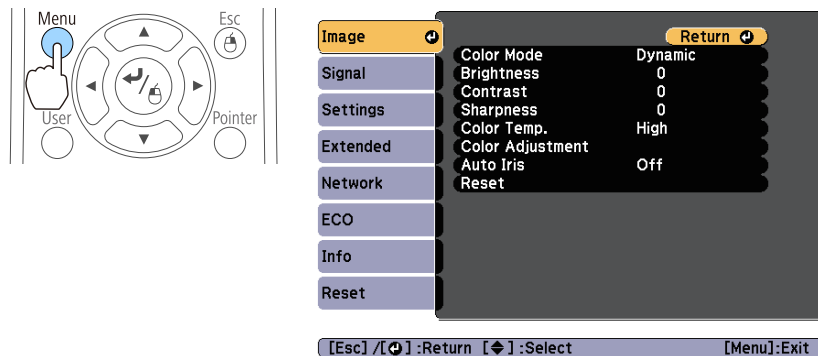 Menu
Esc
User
Pointer
Image
Signal
Settings
Extended
Network
ECO
Info
Reset
Return
Color Mode Dynamic
Brightness 0
Contrast 0
Sharpness 0
Color Temp. High
Color Adjustment
Auto Iris Off
Reset
[Esc] /[ ] :Return [ ] :Select [Menu]:Exit